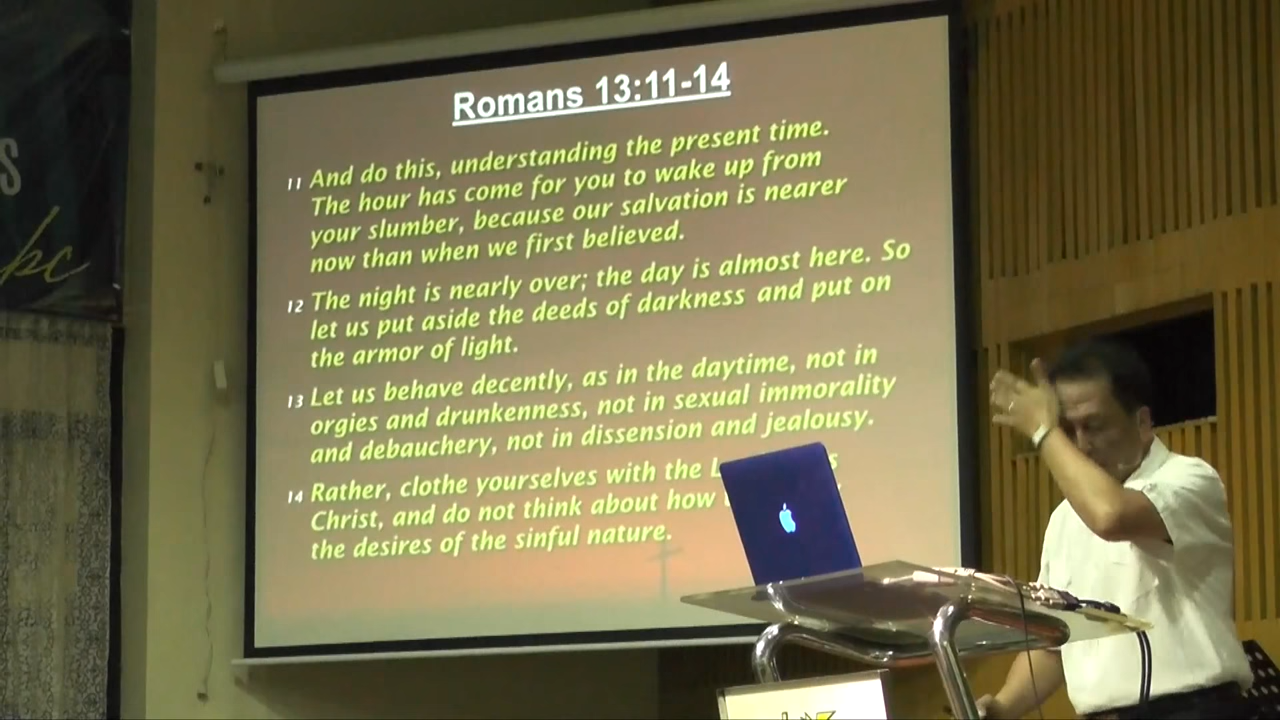 Romans 13:11-14
11 And do this, understanding the present time.
The hour has come for you to wake up from
your slumber, because our salvation is nearer
now than when we first believed.
12 The night is nearly over; the day is almost here. So
let us put aside the deeds of darkness and put on
the armor of light.
13 Let us behave decently, as in the daytime, not in
orgies and drunkenness, not in sexual immorality
and debauchery, not in dissension and jealousy.
14 Rather, clothe yourselves with the
Christ, and do not think about how
the desires of the sinful nature.